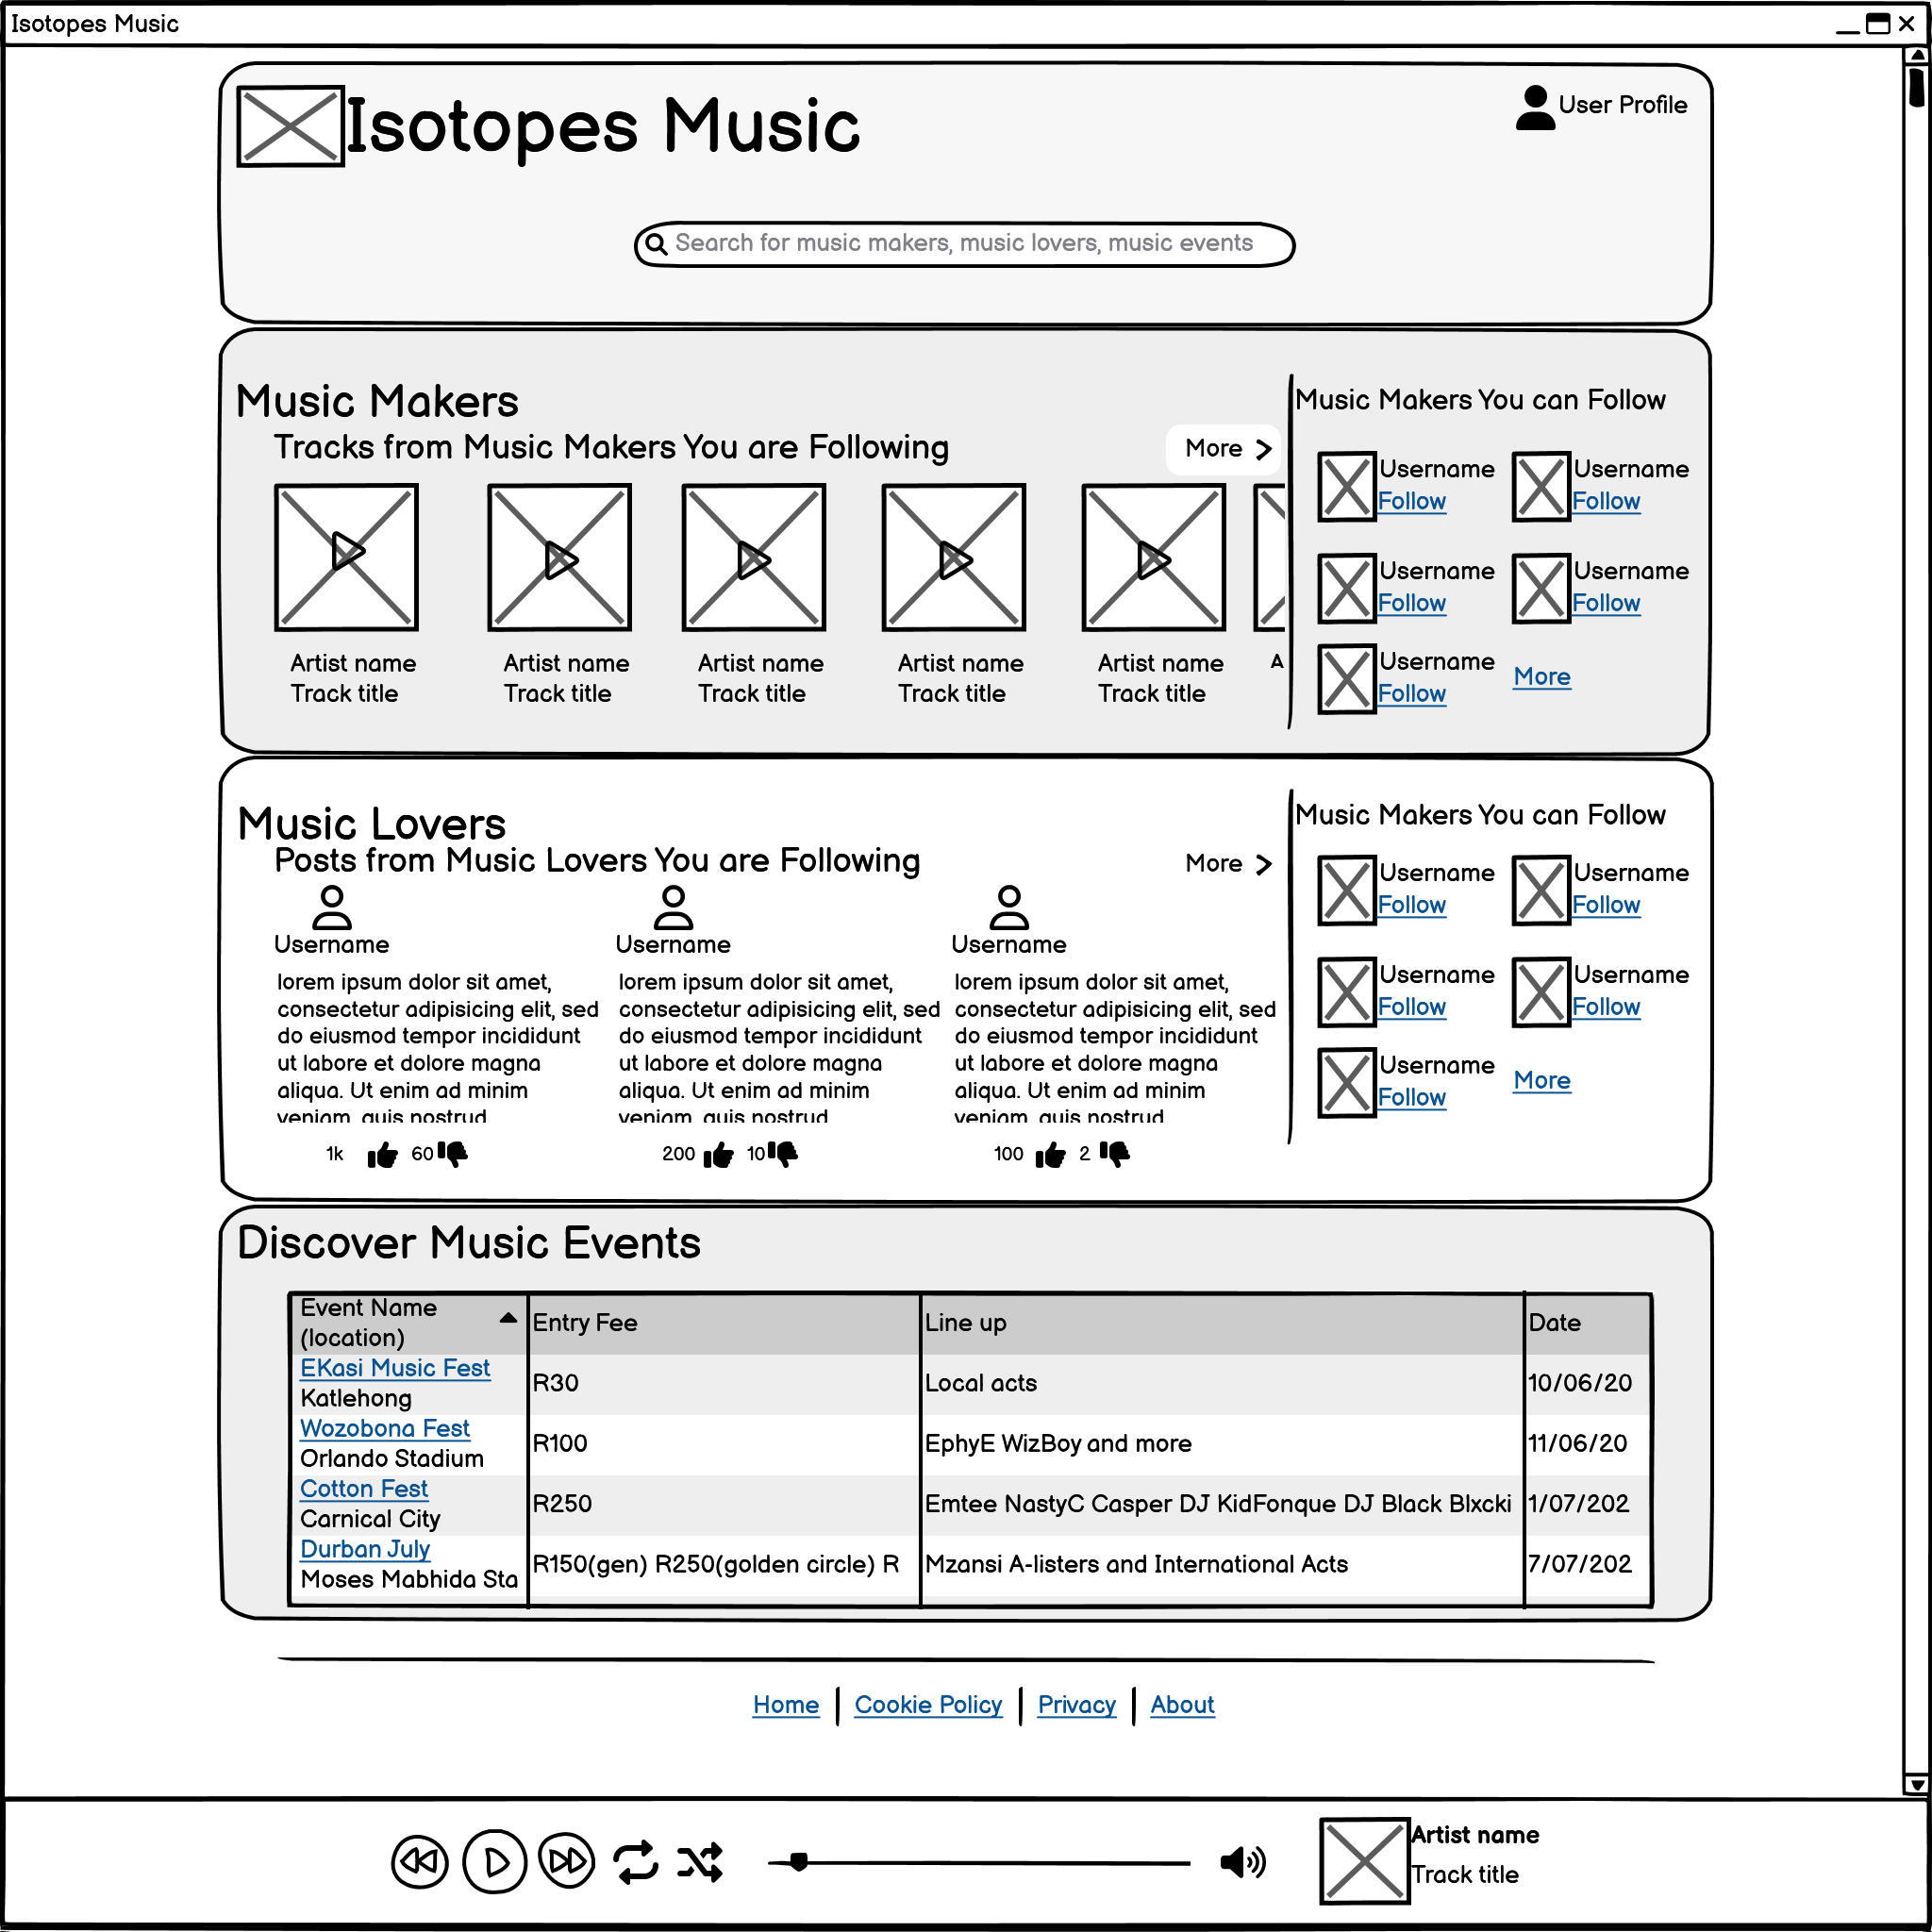 Isotopes Music
Isotopes Music
User Profile
Search for music makers, music lovers, music events
Music Makers
Tracks from Music Makers You are Following
More
Artist name
Track title
Artist name
Track title
Artist name
Track title
Artist name
Track title
Artist name
Track title
A
Music Makers You can Follow
Username
Follow
Username
Follow
Username
Follow
Username
Follow
Username
Follow
More
Music Lovers
Posts from Music Lovers You are Following
More
Username
lorem ipsum dolor sit amet,
consectetur adipisicing elit, sed
do eiusmod tempor incididunt
ut labore et dolore magna
aliqua. Ut enim ad minim
veniam, quis nostrud
1k 60
Username
lorem ipsum dolor sit amet,
consectetur adipisicing elit, sed
do eiusmod tempor incididunt
ut labore et dolore magna
aliqua. Ut enim ad minim
veniam, quis nostrud
200 10
Username
lorem ipsum dolor sit amet,
consectetur adipisicing elit, sed
do eiusmod tempor incididunt
ut labore et dolore magna
aliqua. Ut enim ad minim
veniam, quis nostrud
100 2
Music Makers You can Follow
Username
Follow
Username
Follow
Username
Follow
Username
Follow
Username
Follow
More
Discover Music Events
Event Name
(location)
Entry Fee
Line up
Date
EKasi Music Fest
Katlehong
R30
Local acts
10/06/20
Wozobona Fest
Orlando Stadium
R100
EphyE WizBoy and more
11/06/20
Cotton Fest
Carnical City
R250
Emtee NastyC Casper DJ KidFonque DJ Black Blxcki
1/07/202
Durban July
Moses Mabhida Sta
R150(gen) R250(golden circle) R
Mzansi A-listers and International Acts
7/07/202
Home Cookie Policy Privacy About
Artist name
Track title